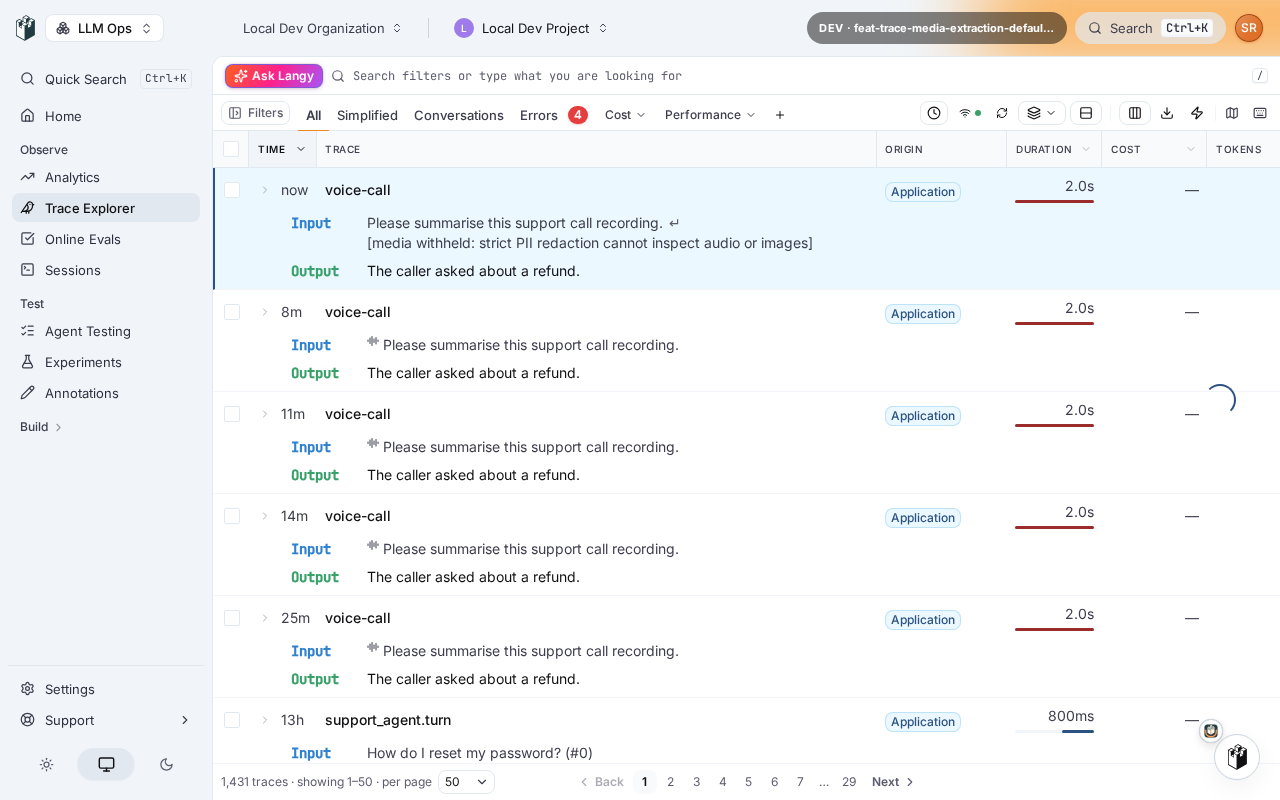 LLM Ops
Local Dev Organization
L
Local Dev Project
DEV · feat-trace-media-extraction-defaul...
Search Ctrl+K
SR
Quick Search Ctrl+K
Home
Observe
Analytics
Trace Explorer
Online Evals
Sessions
Test
Agent Testing
Experiments
Annotations
Build
Settings
Support
Ask Langy
Search filters or type what you are looking for
/
Filters
All
Simplified
Conversations
Errors 4
Cost
Performance
+
TIME TRACE ORIGIN DURATION COST TOKENS
now voice-call Application 2.0s —
Input Please summarise this support call recording. ↵
[media withheld: strict PII redaction cannot inspect audio or images]
Output The caller asked about a refund.
8m voice-call Application 2.0s —
Input Please summarise this support call recording.
Output The caller asked about a refund.
11m voice-call Application 2.0s —
Input Please summarise this support call recording.
Output The caller asked about a refund.
14m voice-call Application 2.0s —
Input Please summarise this support call recording.
Output The caller asked about a refund.
25m voice-call Application 2.0s —
Input Please summarise this support call recording.
Output The caller asked about a refund.
13h support_agent.turn Application 800ms —
Input How do I reset my password? (#0)
1,431 traces · showing 1–50 · per page 50
Back 1 2 3 4 5 6 7 ... 29 Next